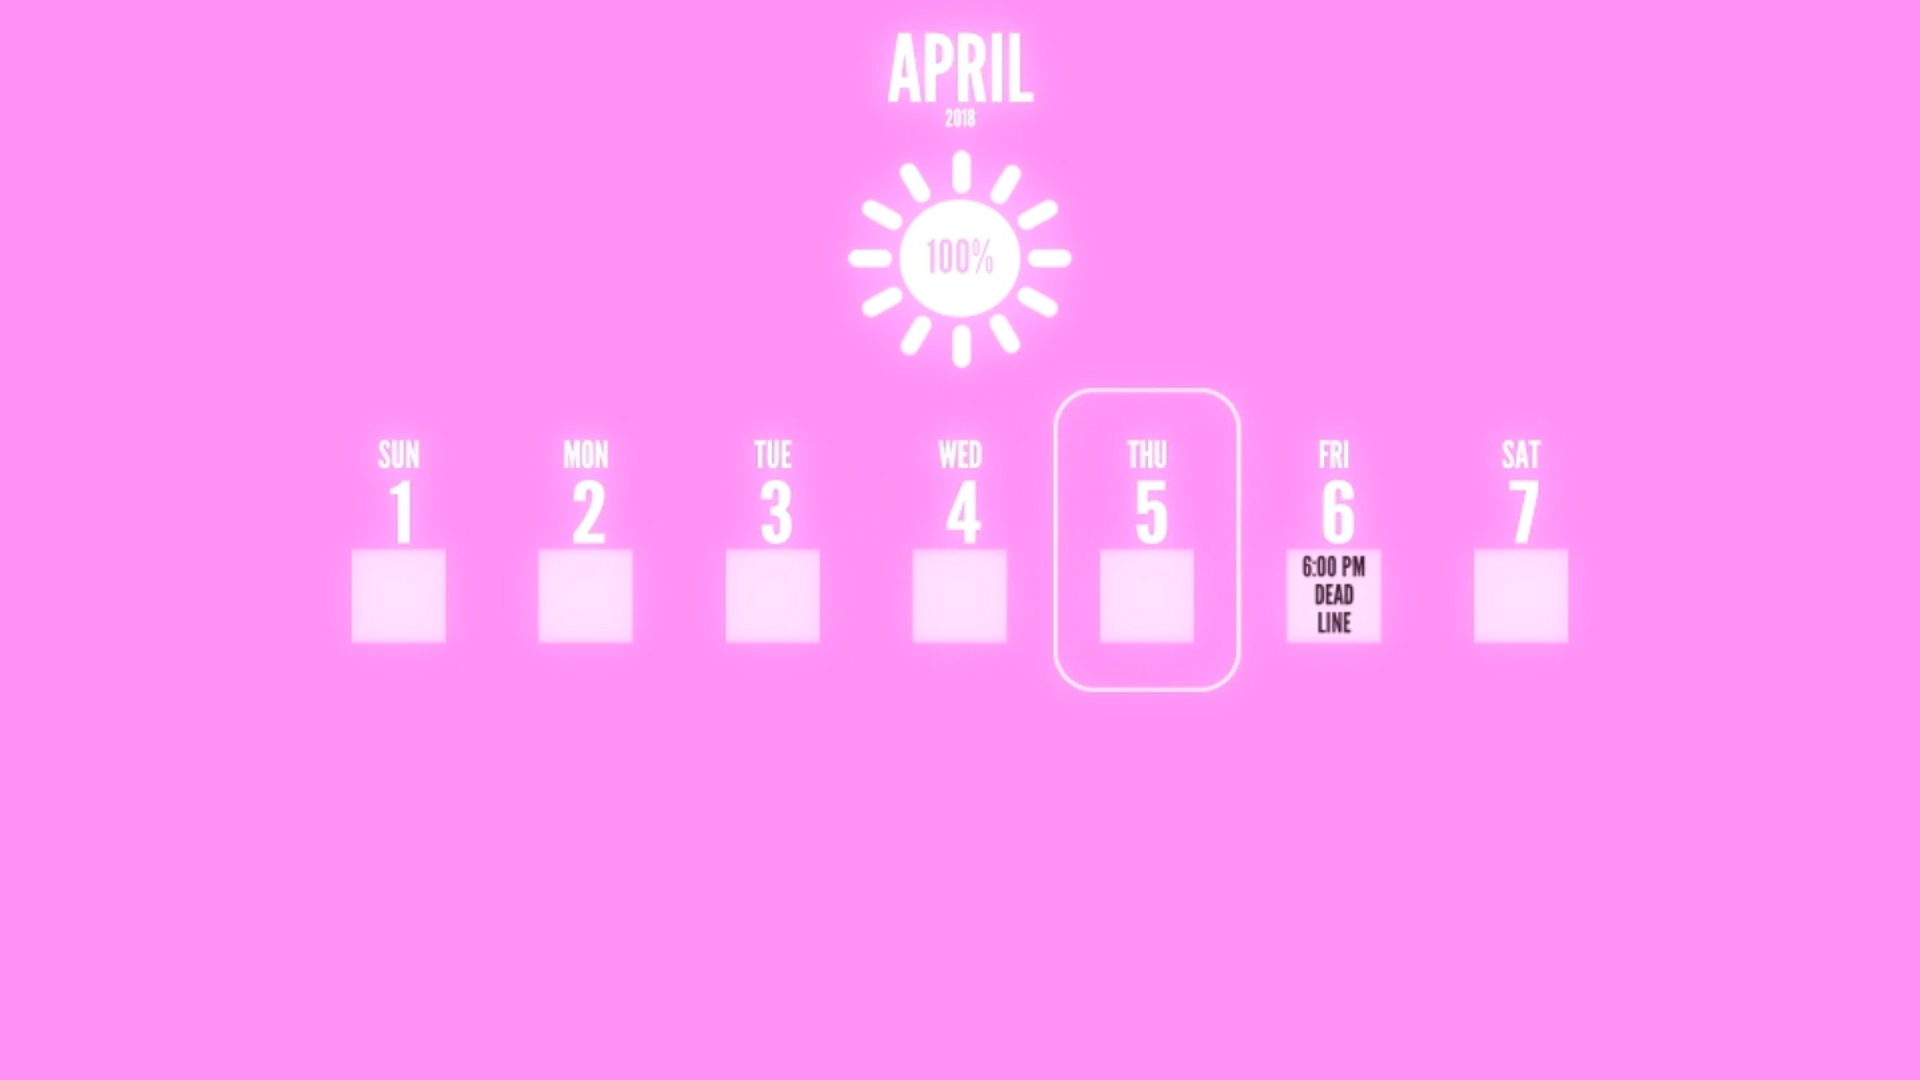 APRIL
2018
100%
SUN MON TUE WED THU FRI SAT
1 2 3 4 5 6 7
6:00 PM
DEAD
LINE